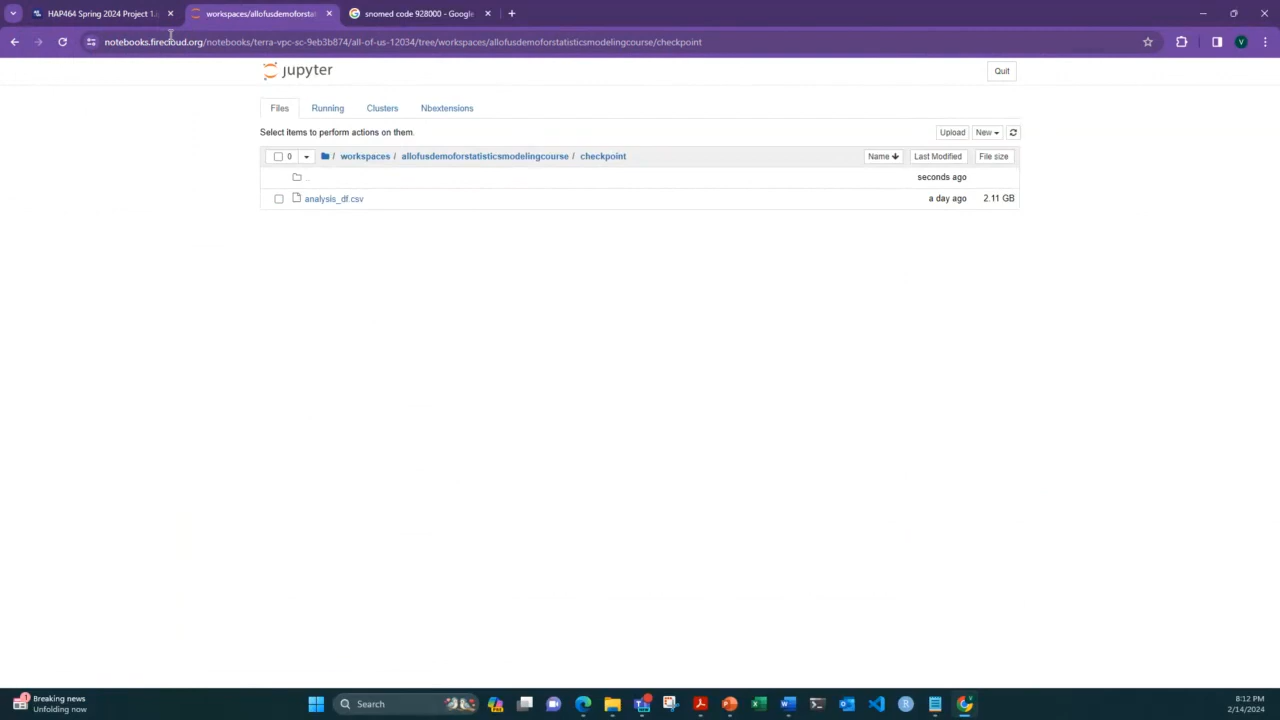 HAP464 Spring 2024 Project 1.i
workspaces/allofusdemoforstatist
snomed code 928000 - Google
notebooks.firecloud.org/notebooks/terra-vpc-sc-9eb3b874/all-of-us-12034/tree/workspaces/allofusdemoforstatisticsmodelingcourse/checkpoint
V
jupyter
Quit
Files Running Clusters Nbextensions
Select items to perform actions on them.
Upload New
0 / workspaces / allofusdemoforstatisticsmodelingcourse / checkpoint Name Last Modified File size
.. seconds ago
analysis_df.csv a day ago 2.11 GB
1 Breaking news
Unfolding now
Search
PRE
8:12 PM
2/14/2024